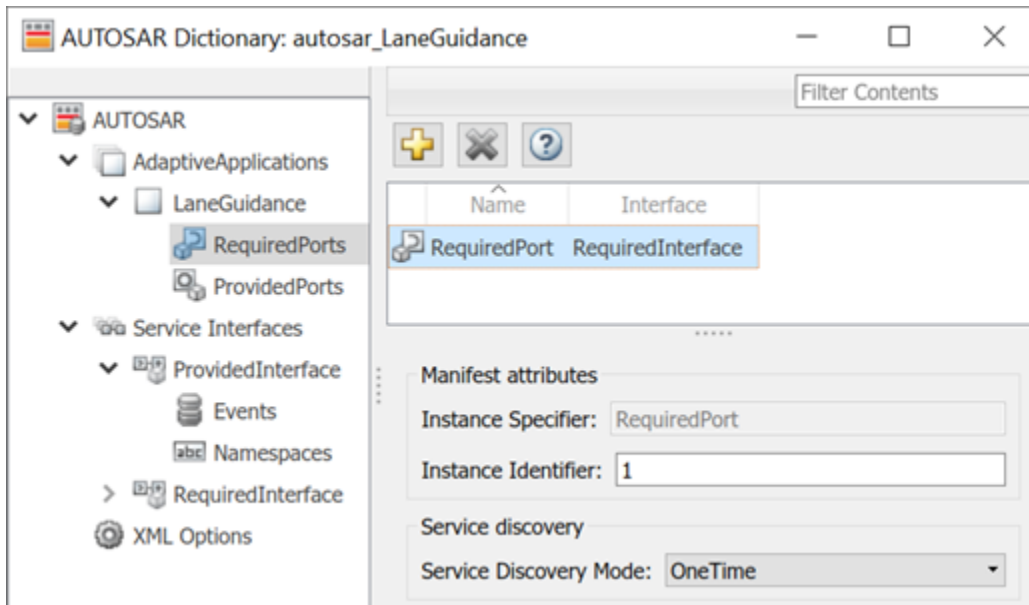 AUTOSAR Dictionary: autosar_LaneGuidance
Filter Contents
AUTOSAR
AdaptiveApplications
LaneGuidance
RequiredPorts
ProvidedPorts
Service Interfaces
ProvidedInterface
Events
abc Namespaces
RequiredInterface
XML Options
Name Interface
RequiredPort RequiredInterface
Manifest attributes
Instance Specifier: RequiredPort
Instance Identifier: 1
Service discovery
Service Discovery Mode: OneTime